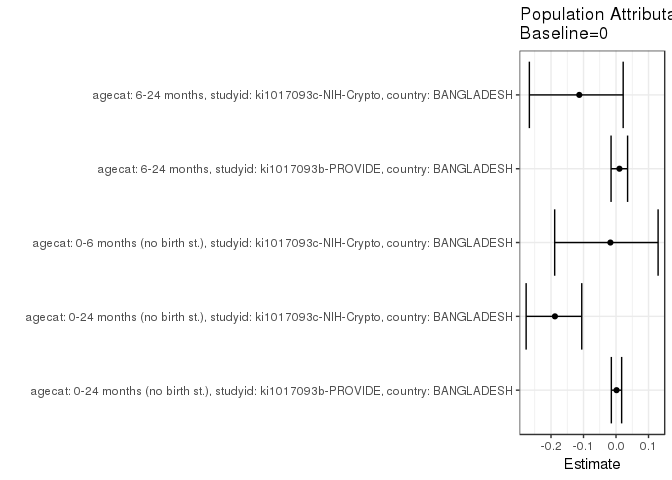 Population Attributa
Baseline=0
agecat: 6-24 months, studyid: ki1017093c-NIH-Crypto, country: BANGLADESH
agecat: 6-24 months, studyid: ki1017093b-PROVIDE, country: BANGLADESH
agecat: 0-6 months (no birth st.), studyid: ki1017093c-NIH-Crypto, country: BANGLADESH
agecat: 0-24 months (no birth st.), studyid: ki1017093c-NIH-Crypto, country: BANGLADESH
agecat: 0-24 months (no birth st.), studyid: ki1017093b-PROVIDE, country: BANGLADESH
-0.2 -0.1 0.0 0.1
Estimate